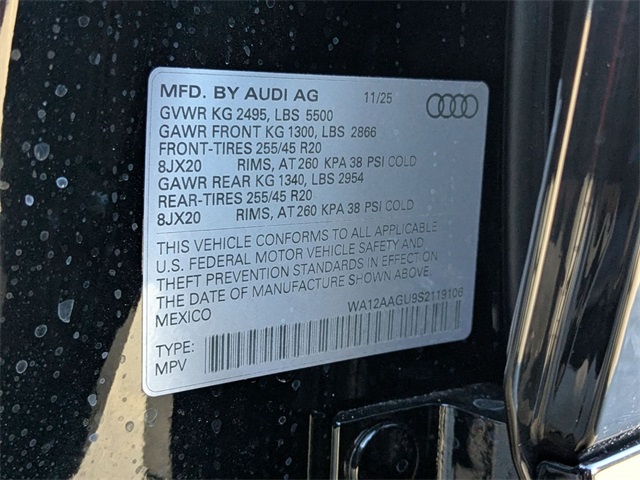 MFD. BY AUDI AG 11/25
GVWR KG 2495, LBS 5500
GAWR FRONT KG 1300, LBS 2866
FRONT-TIRES 255/45 R20
8JX20 RIMS, AT 260 KPA 38 PSI COLD
GAWR REAR KG 1340, LBS 2954
REAR-TIRES 255/45 R20
8JX20 RIMS, AT 260 KPA 38 PSI COLD
THIS VEHICLE CONFORMS TO ALL APPLICABLE
U.S. FEDERAL MOTOR VEHICLE SAFETY AND
THEFT PREVENTION STANDARDS IN EFFECT ON
THE DATE OF MANUFACTURE SHOWN ABOVE.
MEXICO WA12AAGU9S2119106
TYPE:
MPV